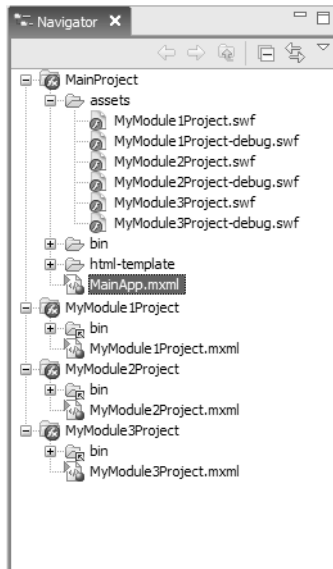 Navigator
MainProject
assets
MyModule1Project.swf
MyModule1Project-debug.swf
MyModule2Project.swf
MyModule2Project-debug.swf
MyModule3Project.swf
MyModule3Project-debug.swf
bin
html-template
MainApp.mxml
MyModule1Project
bin
MyModule1Project.mxml
MyModule2Project
bin
MyModule2Project.mxml
MyModule3Project
bin
MyModule3Project.mxml